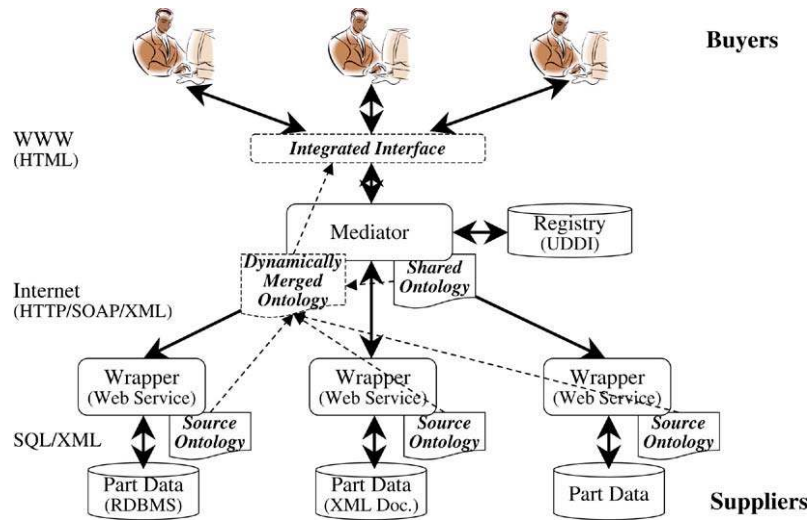 Buyers
WWW
(HTML)
Integrated Interface
Mediator
Registry
(UDDI)
Dynamically
Merged
Ontology
Shared
Ontology
Internet
(HTTP/SOAP/XML)
Wrapper
(Web Service)
Wrapper
(Web Service)
Wrapper
(Web Service)
Source
Ontology
Source
Ontology
Source
Ontology
SQL/XML
Part Data
(RDBMS)
Part Data
(XML Doc.)
Part Data
Suppliers